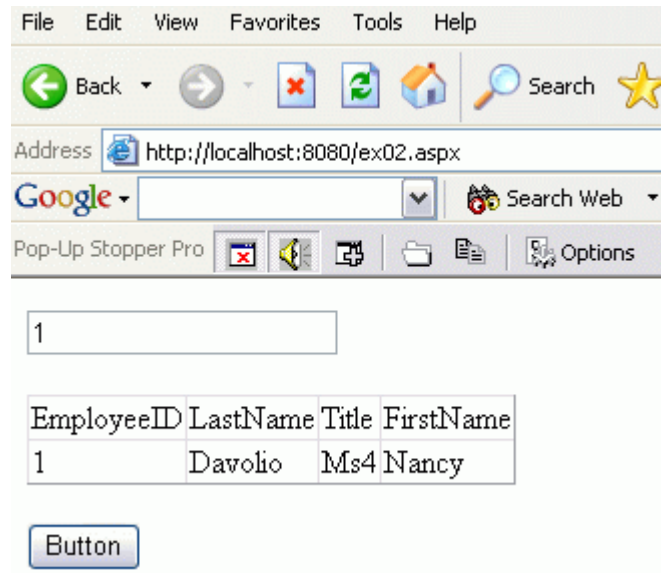 File Edit View Favorites Tools Help
Back Search
Address http://localhost:8080/ex02.aspx
Google Search Web
Pop-Up Stopper Pro Options
1
EmployeeID LastName Title FirstName
1 Davolio Ms4 Nancy
Button